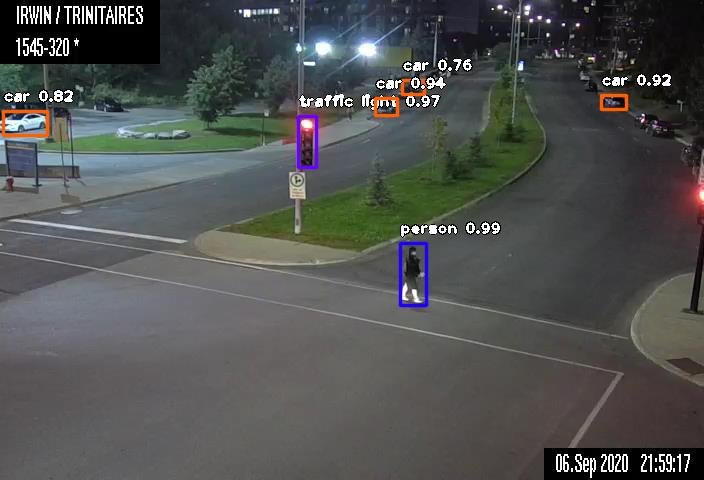 IRWIN / TRINITAIRES
1545-320 *
car 0.76
car 0.94
car 0.92
car 0.82
traffic light 0.97
person 0.99
06.Sep 2020 21:59:17